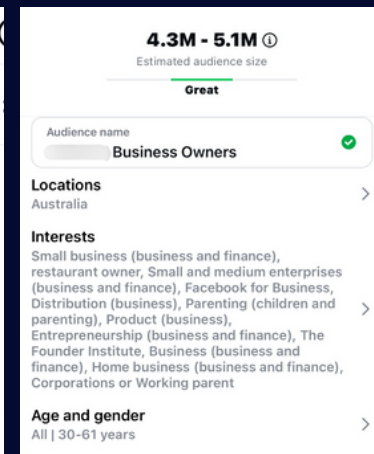 4.3M - 5.1M
Estimated audience size
Great
Audience name
Business Owners
Locations
Australia
Interests
Small business (business and finance),
restaurant owner, Small and medium enterprises
(business and finance), Facebook for Business,
Distribution (business), Parenting (children and
parenting), Product (business),
Entrepreneurship (business and finance), The
Founder Institute, Business (business and
finance), Home business (business and finance),
Corporations or Working parent
Age and gender
All | 30-61 years